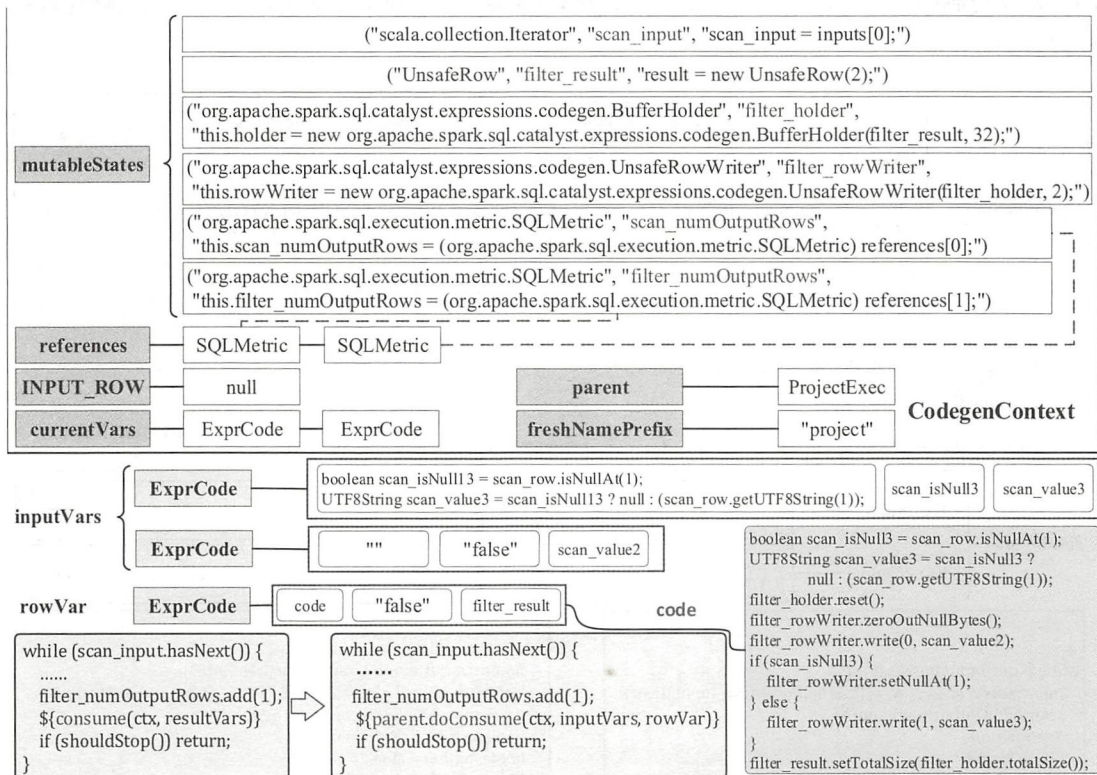 ("scala.collection.Iterator", "scan_input", "scan_input = inputs[0];")
("UnsafeRow", "filter_result", "result = new UnsafeRow(2);")
("org.apache.spark.sql.catalyst.expressions.codegen.BufferHolder", "filter_holder",
"this.holder = new org.apache.spark.sql.catalyst.expressions.codegen.BufferHolder(filter_result, 32);")
mutableStates
("org.apache.spark.sql.catalyst.expressions.codegen.UnsafeRowWriter", "filter_rowWriter",
"this.rowWriter = new org.apache.spark.sql.catalyst.expressions.codegen.UnsafeRowWriter(filter_holder, 2);")
("org.apache.spark.sql.execution.metric.SQLMetric", "scan_numOutputRows",
"this.scan_numOutputRows = (org.apache.spark.sql.execution.metric.SQLMetric) references[0];")
("org.apache.spark.sql.execution.metric.SQLMetric", "filter_numOutputRows",
"this.filter_numOutputRows = (org.apache.spark.sql.execution.metric.SQLMetric) references[1];")
references SQLMetric SQLMetric
INPUT_ROW null parent ProjectExec
CodegenContext
currentVars ExprCode ExprCode freshNamePrefix "project"
inputVars
ExprCode
boolean scan_isNull13 = scan_row.isNullAt(1);
UTF8String scan_value3 = scan_isNull13 ? null : (scan_row.getUTF8String(1));
scan_isNull3 scan_value3
ExprCode "" "false" scan_value2
rowVar ExprCode code "false" filter_result
code
boolean scan_isNull3 = scan_row.isNullAt(1);
UTF8String scan_value3 = scan_isNull3 ?
null : (scan_row.getUTF8String(1));
filter_holder.reset();
filter_rowWriter.zeroOutNullBytes();
filter_rowWriter.write(0, scan_value2);
if (scan_isNull3) {
filter_rowWriter.setNullAt(1);
} else {
filter_rowWriter.write(1, scan_value3);
}
filter_result.setTotalSize(filter_holder.totalSize());
while (scan_input.hasNext()) {
......
filter_numOutputRows.add(1);
${consume(ctx, resultVars)}
if (shouldStop()) return;
}
while (scan_input.hasNext()) {
......
filter_numOutputRows.add(1);
${parent.doConsume(ctx, inputVars, rowVar)}
if (shouldStop()) return;
}